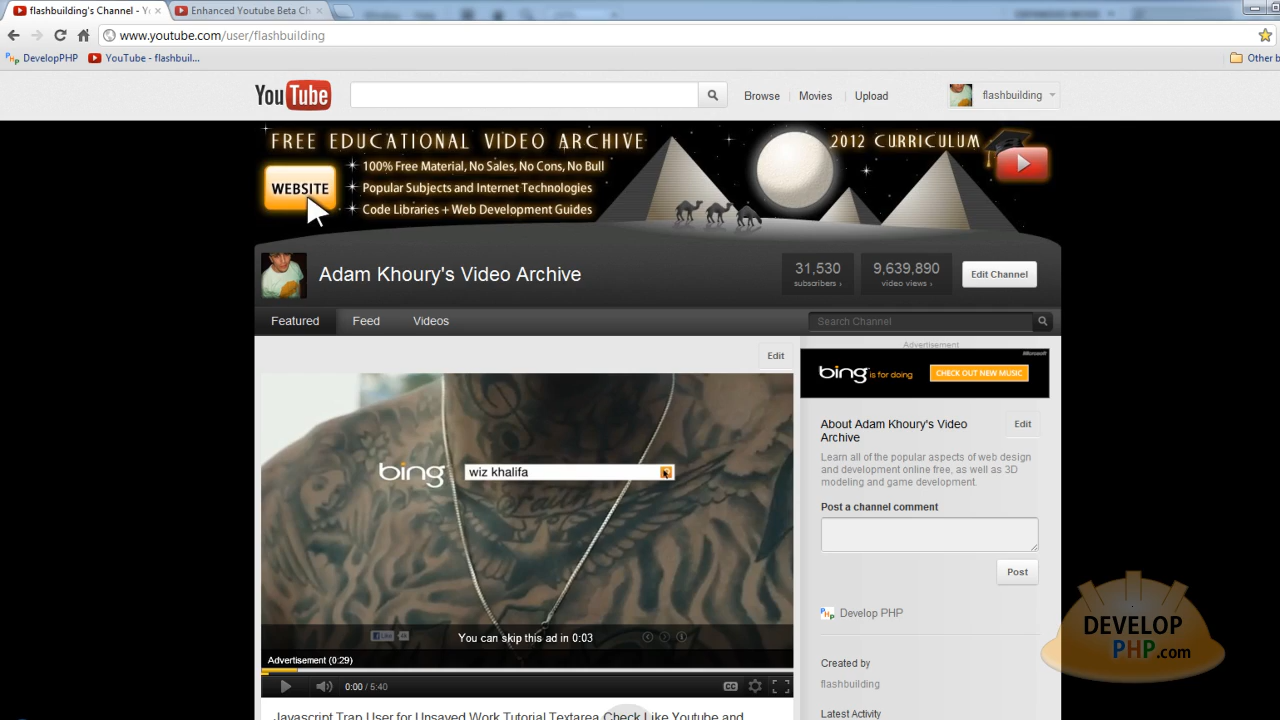 flashbuilding's Channel - Y
Enhanced Youtube Beta Ch
www.youtube.com/user/flashbuilding
DevelopPHP
YouTube - flashbuil...
Other b
YouTube
Browse
Movies
Upload
flashbuilding
FREE EDUCATIONAL VIDEO ARCHIVE
2012 CURRICULUM
WEBSITE
100% Free Material, No Sales, No Cons, No Bull
Popular Subjects and Internet Technologies
Code Libraries + Web Development Guides
Adam Khoury's Video Archive
31,530
subscribers ›
9,639,890
video views ›
Edit Channel
Featured
Feed
Videos
Search Channel
Edit
Advertisement
Microsoft
bing is for doing
CHECK OUT NEW MUSIC
bing
wiz khalifa
You can skip this ad in 0:03
Like
Advertisement (0:29)
0:00 / 5:40
CC
Javascript Trap User for Unsaved Work Tutorial Textarea Check Like Youtube and
About Adam Khoury's Video
Archive
Edit
Learn all of the popular aspects of web design
and development online free, as well as 3D
modeling and game development.
Post a channel comment
Post
Develop PHP
Created by
flashbuilding
Latest Activity
DEVELOP
PHP.com